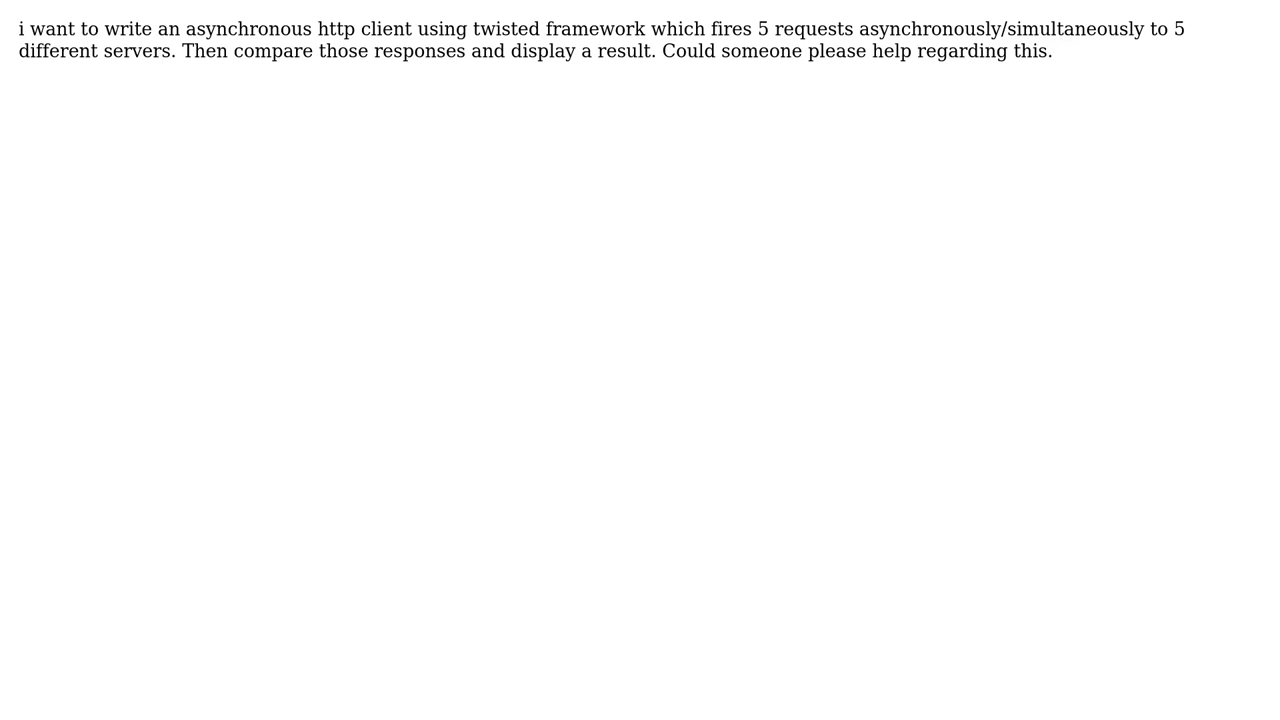 i want to write an asynchronous http client using twisted framework which fires 5 requests asynchronously/simultaneously to 5
different servers. Then compare those responses and display a result. Could someone please help regarding this.